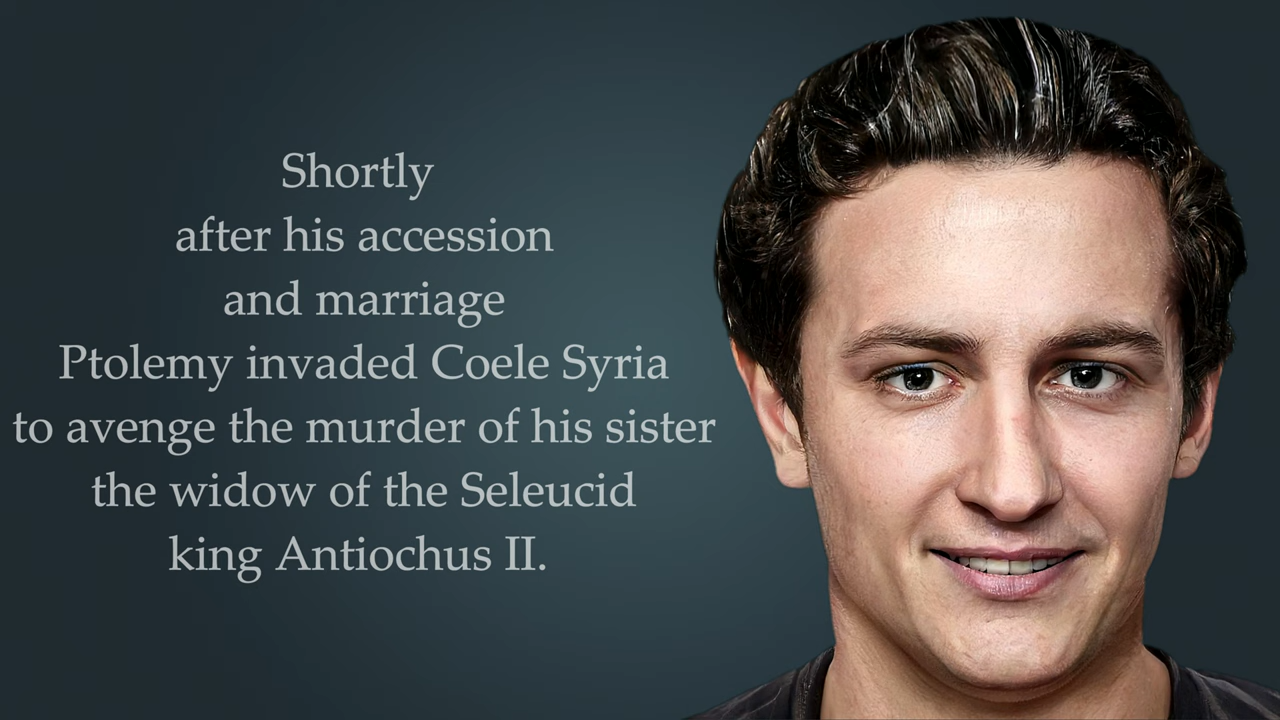 Shortly
after his accession
and marriage
Ptolemy invaded Coele Syria
to avenge the murder of his sister
the widow of the Seleucid
king Antiochus II.